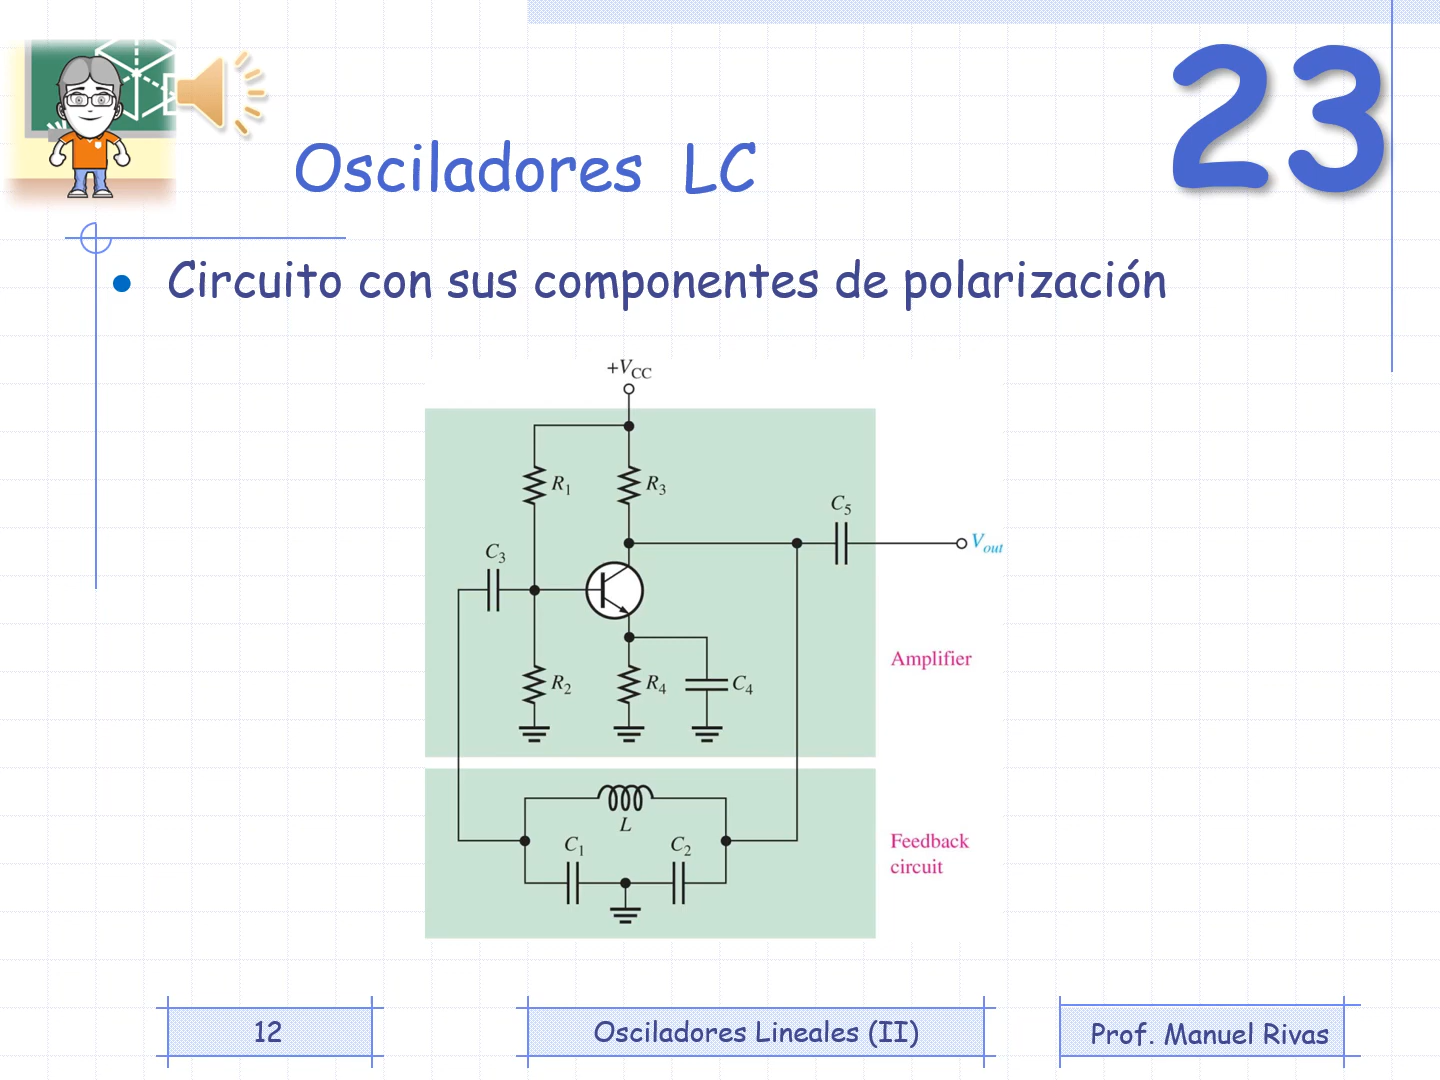 23
Osciladores LC
• Circuito con sus componentes de polarización
+VCC
R1
R3
C5
Vout
C3
Amplifier
R2
R4
C4
L
C1
C2
Feedback
circuit
12
Osciladores Lineales (II)
Prof. Manuel Rivas